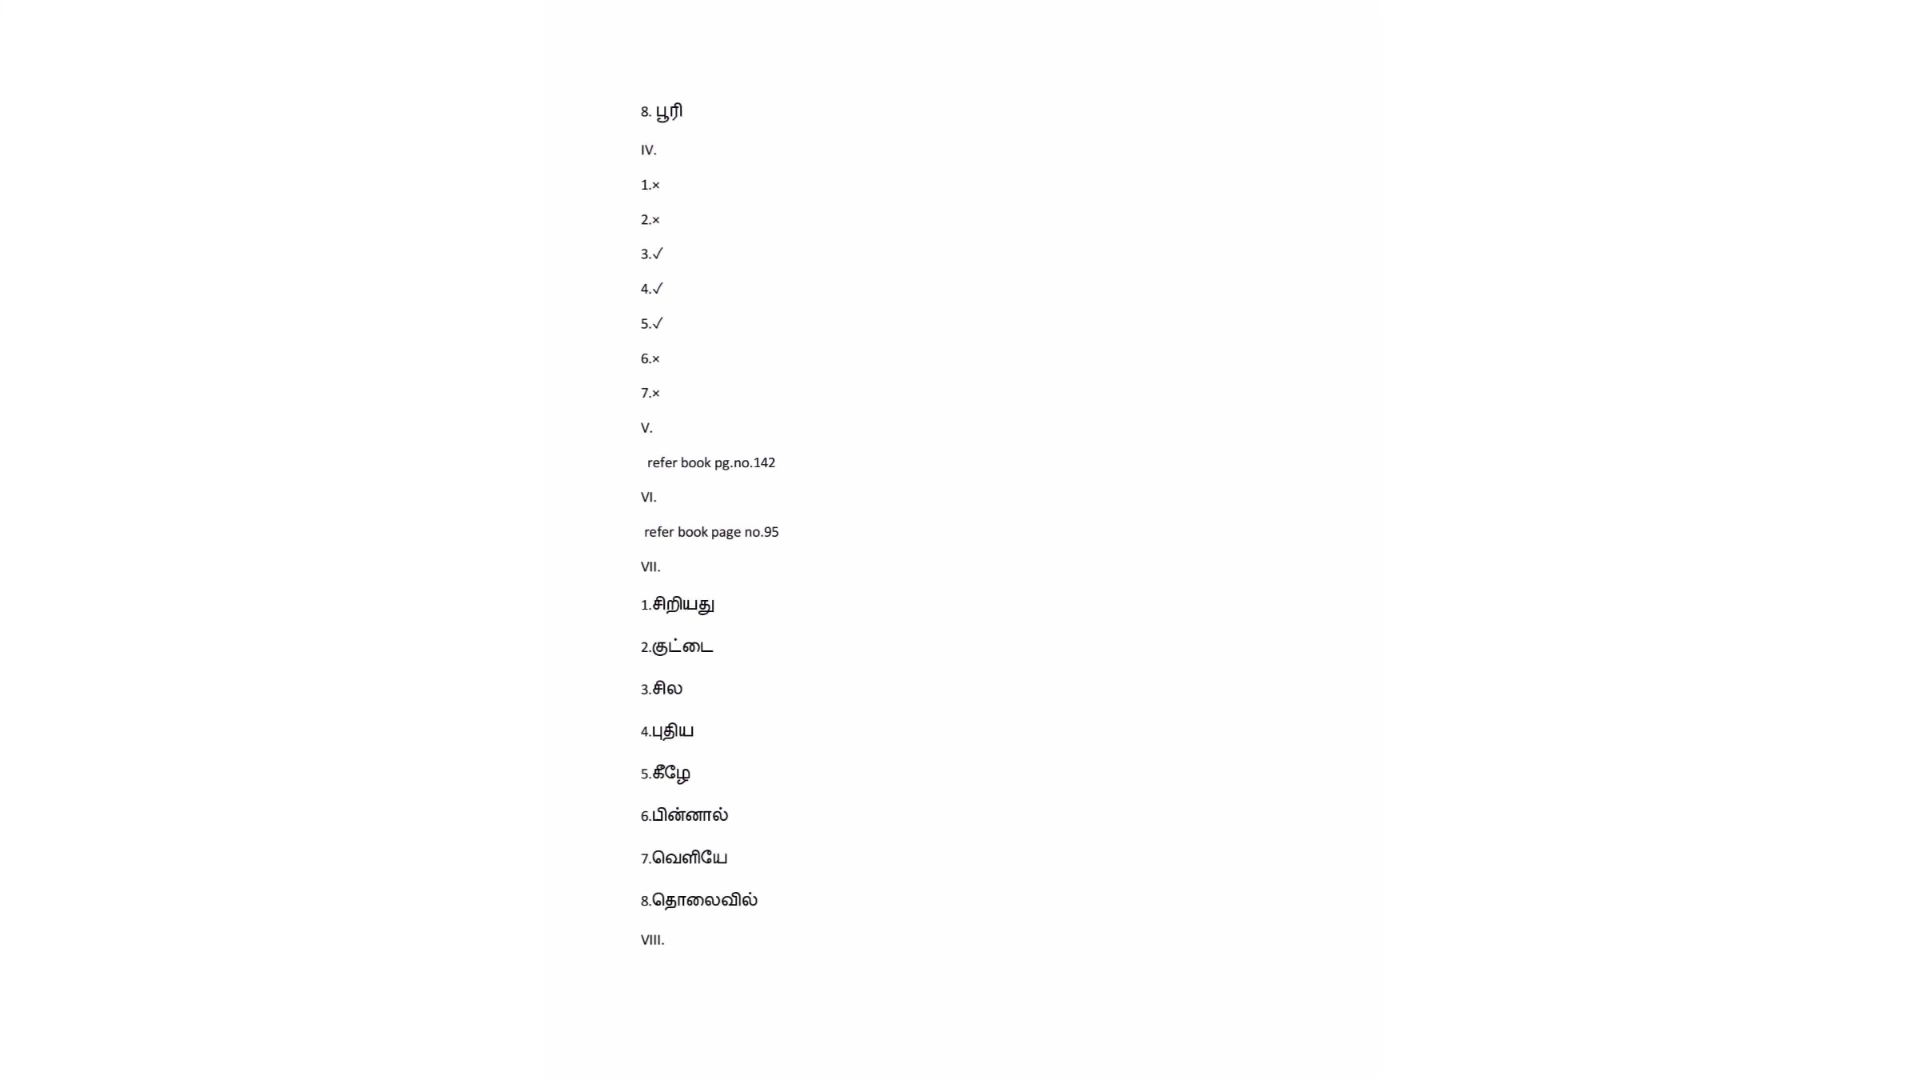 8. பூரி
IV.
1.×
2.×
3.✓
4.✓
5.✓
6.×
7.×
V.
refer book pg.no.142
VI.
refer book page no.95
VII.
1.சிறியது
2.குட்டை
3.சில
4.புதிய
5.கீழே
6.பின்னால்
7.வெளியே
8.தொலைவில்
VIII.